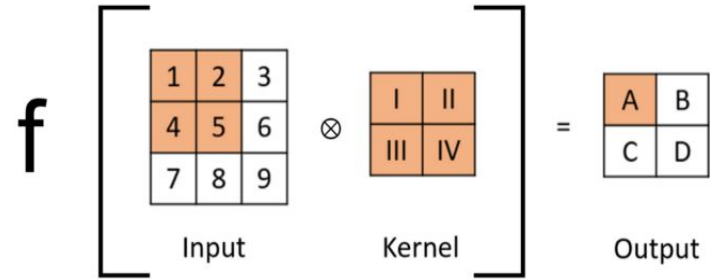 f
1 2 3
4 5 6
7 8 9
⊗
I II
III IV
=
A B
C D
Input Kernel Output